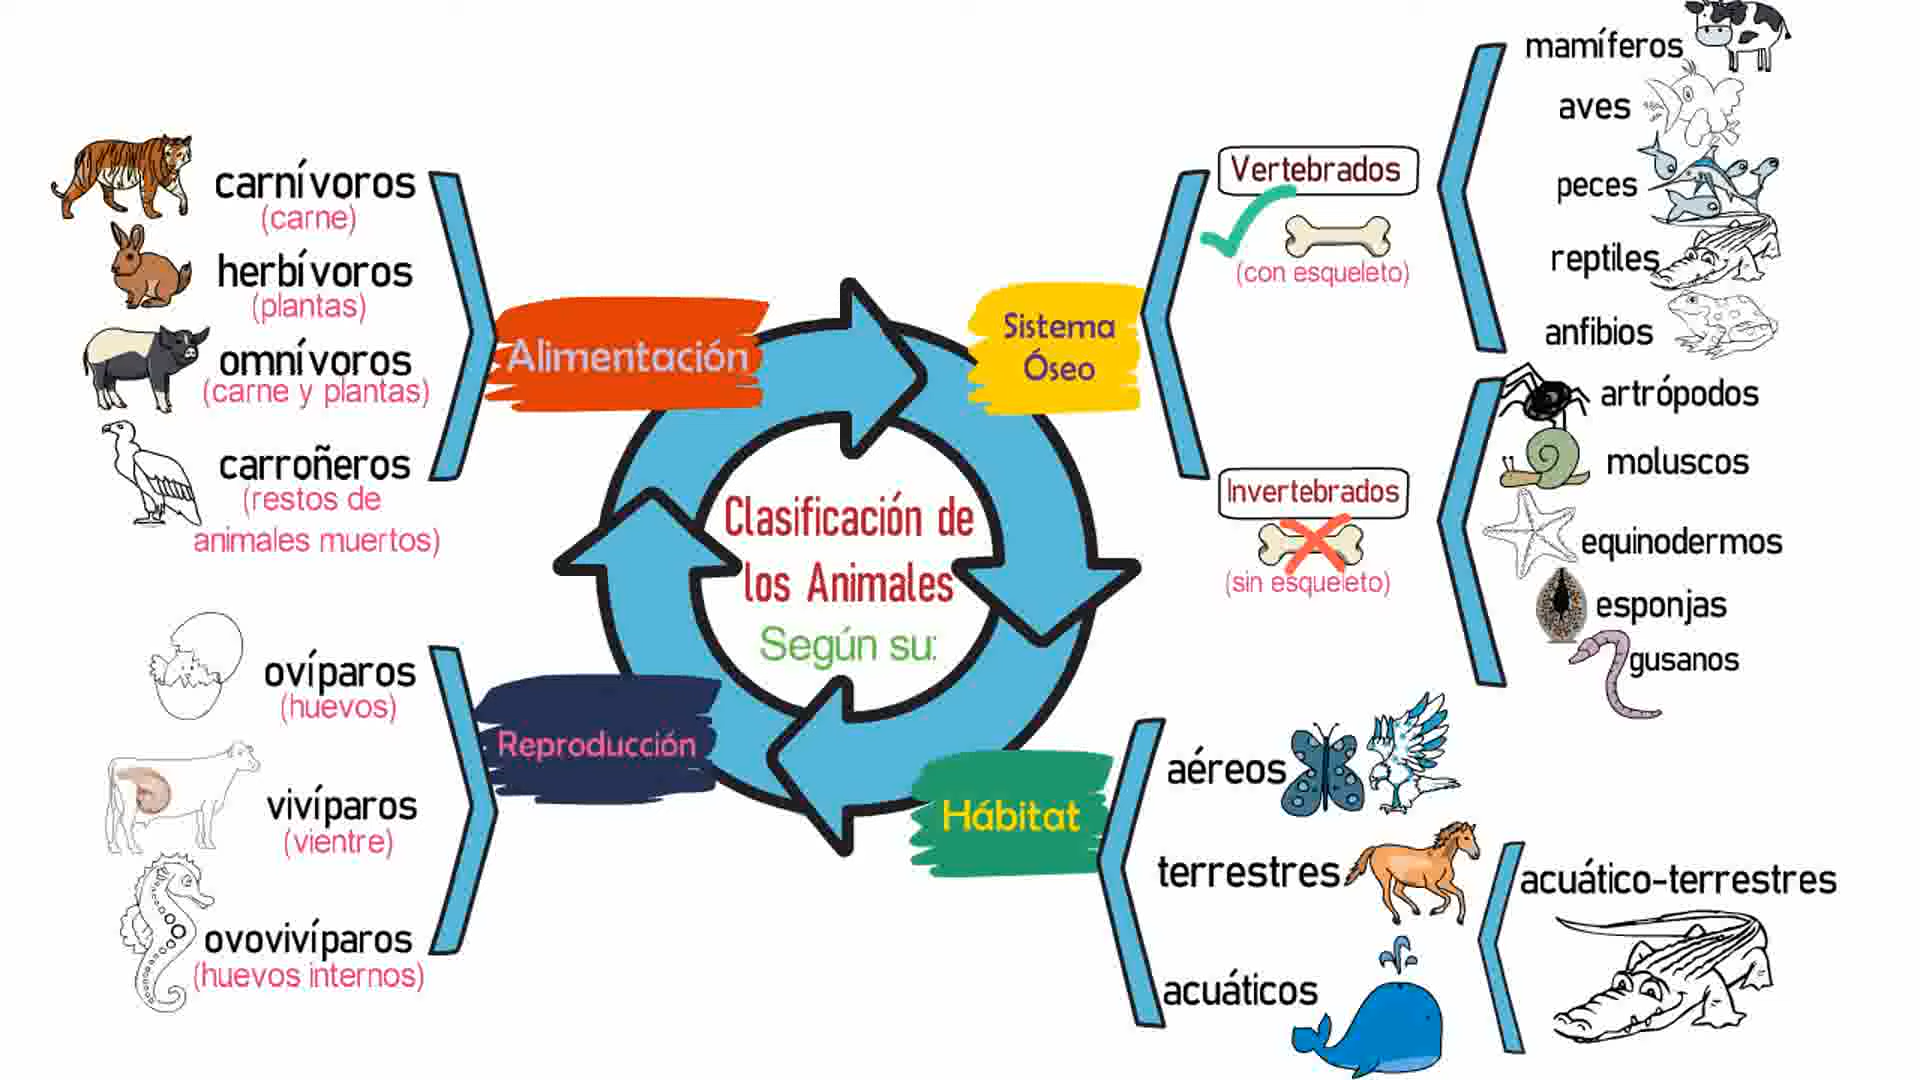 Clasificación de
los Animales
Según su:
Alimentación
carnívoros
(carne)
herbívoros
(plantas)
omnívoros
(carne y plantas)
carroñeros
(restos de
animales muertos)
Sistema
Óseo
Vertebrados
(con esqueleto)
mamíferos
aves
peces
reptiles
anfibios
Invertebrados
(sin esqueleto)
artrópodos
moluscos
equinodermos
esponjas
gusanos
Hábitat
aéreos
terrestres
acuáticos
acuático-terrestres
Reproducción
ovíparos
(huevos)
vivíparos
(vientre)
ovovivíparos
(huevos internos)